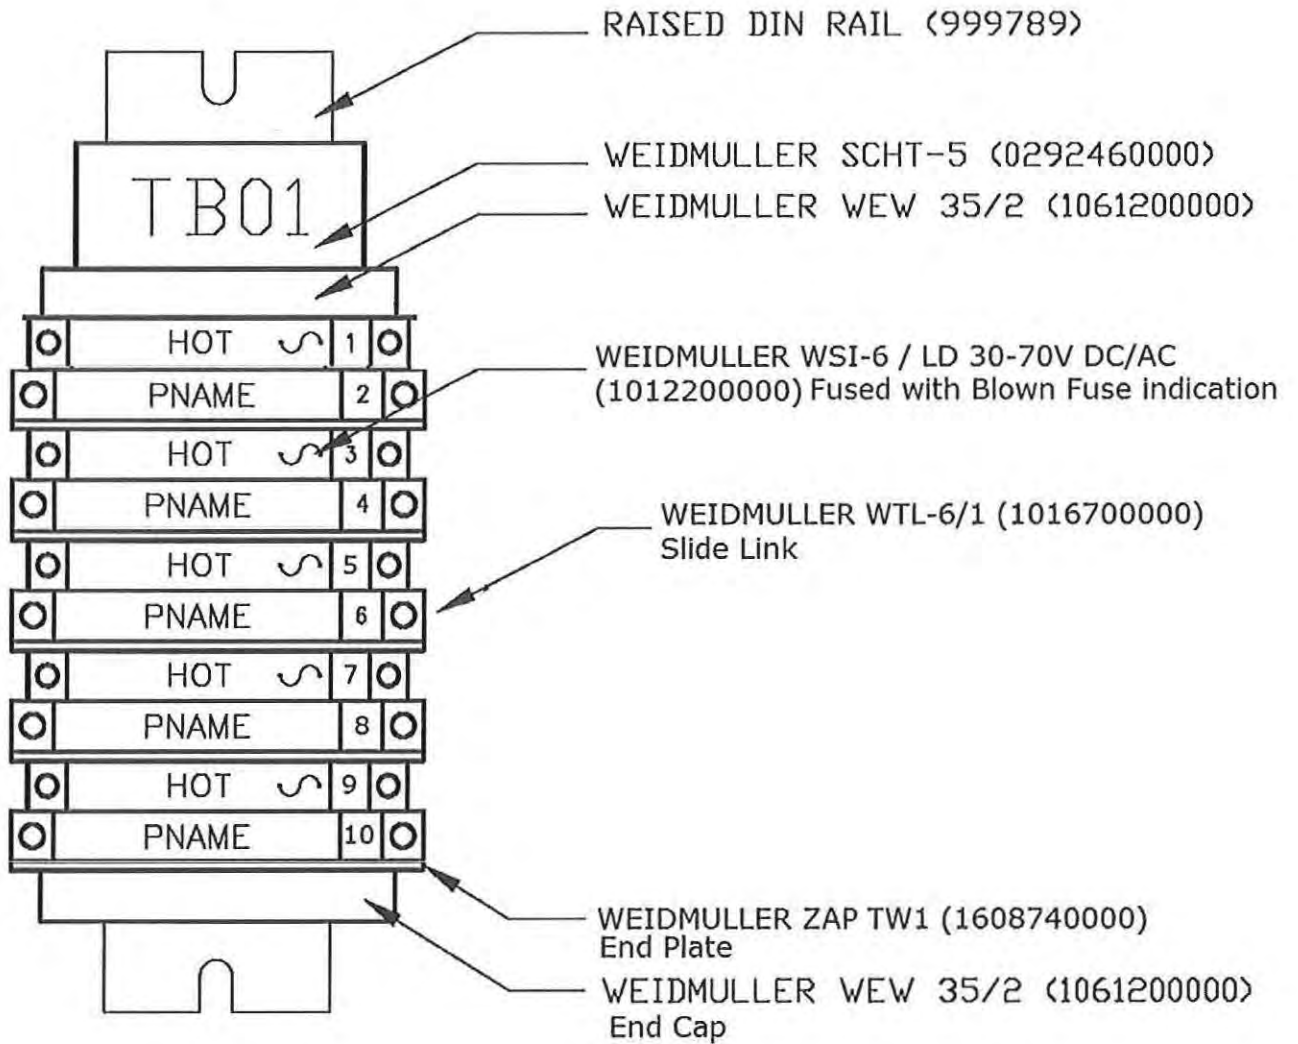 RAISED DIN RAIL (999789)
WEIDMULLER SCHT-5 (0292460000)
TB01
WEIDMULLER WEW 35/2 (1061200000)
HOT 1
WEIDMULLER WSI-6 / LD 30-70V DC/AC
(1012200000) Fused with Blown Fuse indication
PNAME 2
HOT 3
PNAME 4
WEIDMULLER WTL-6/1 (1016700000)
Slide Link
HOT 5
PNAME 6
HOT 7
PNAME 8
HOT 9
PNAME 10
WEIDMULLER ZAP TW1 (1608740000)
End Plate
WEIDMULLER WEW 35/2 (1061200000)
End Cap